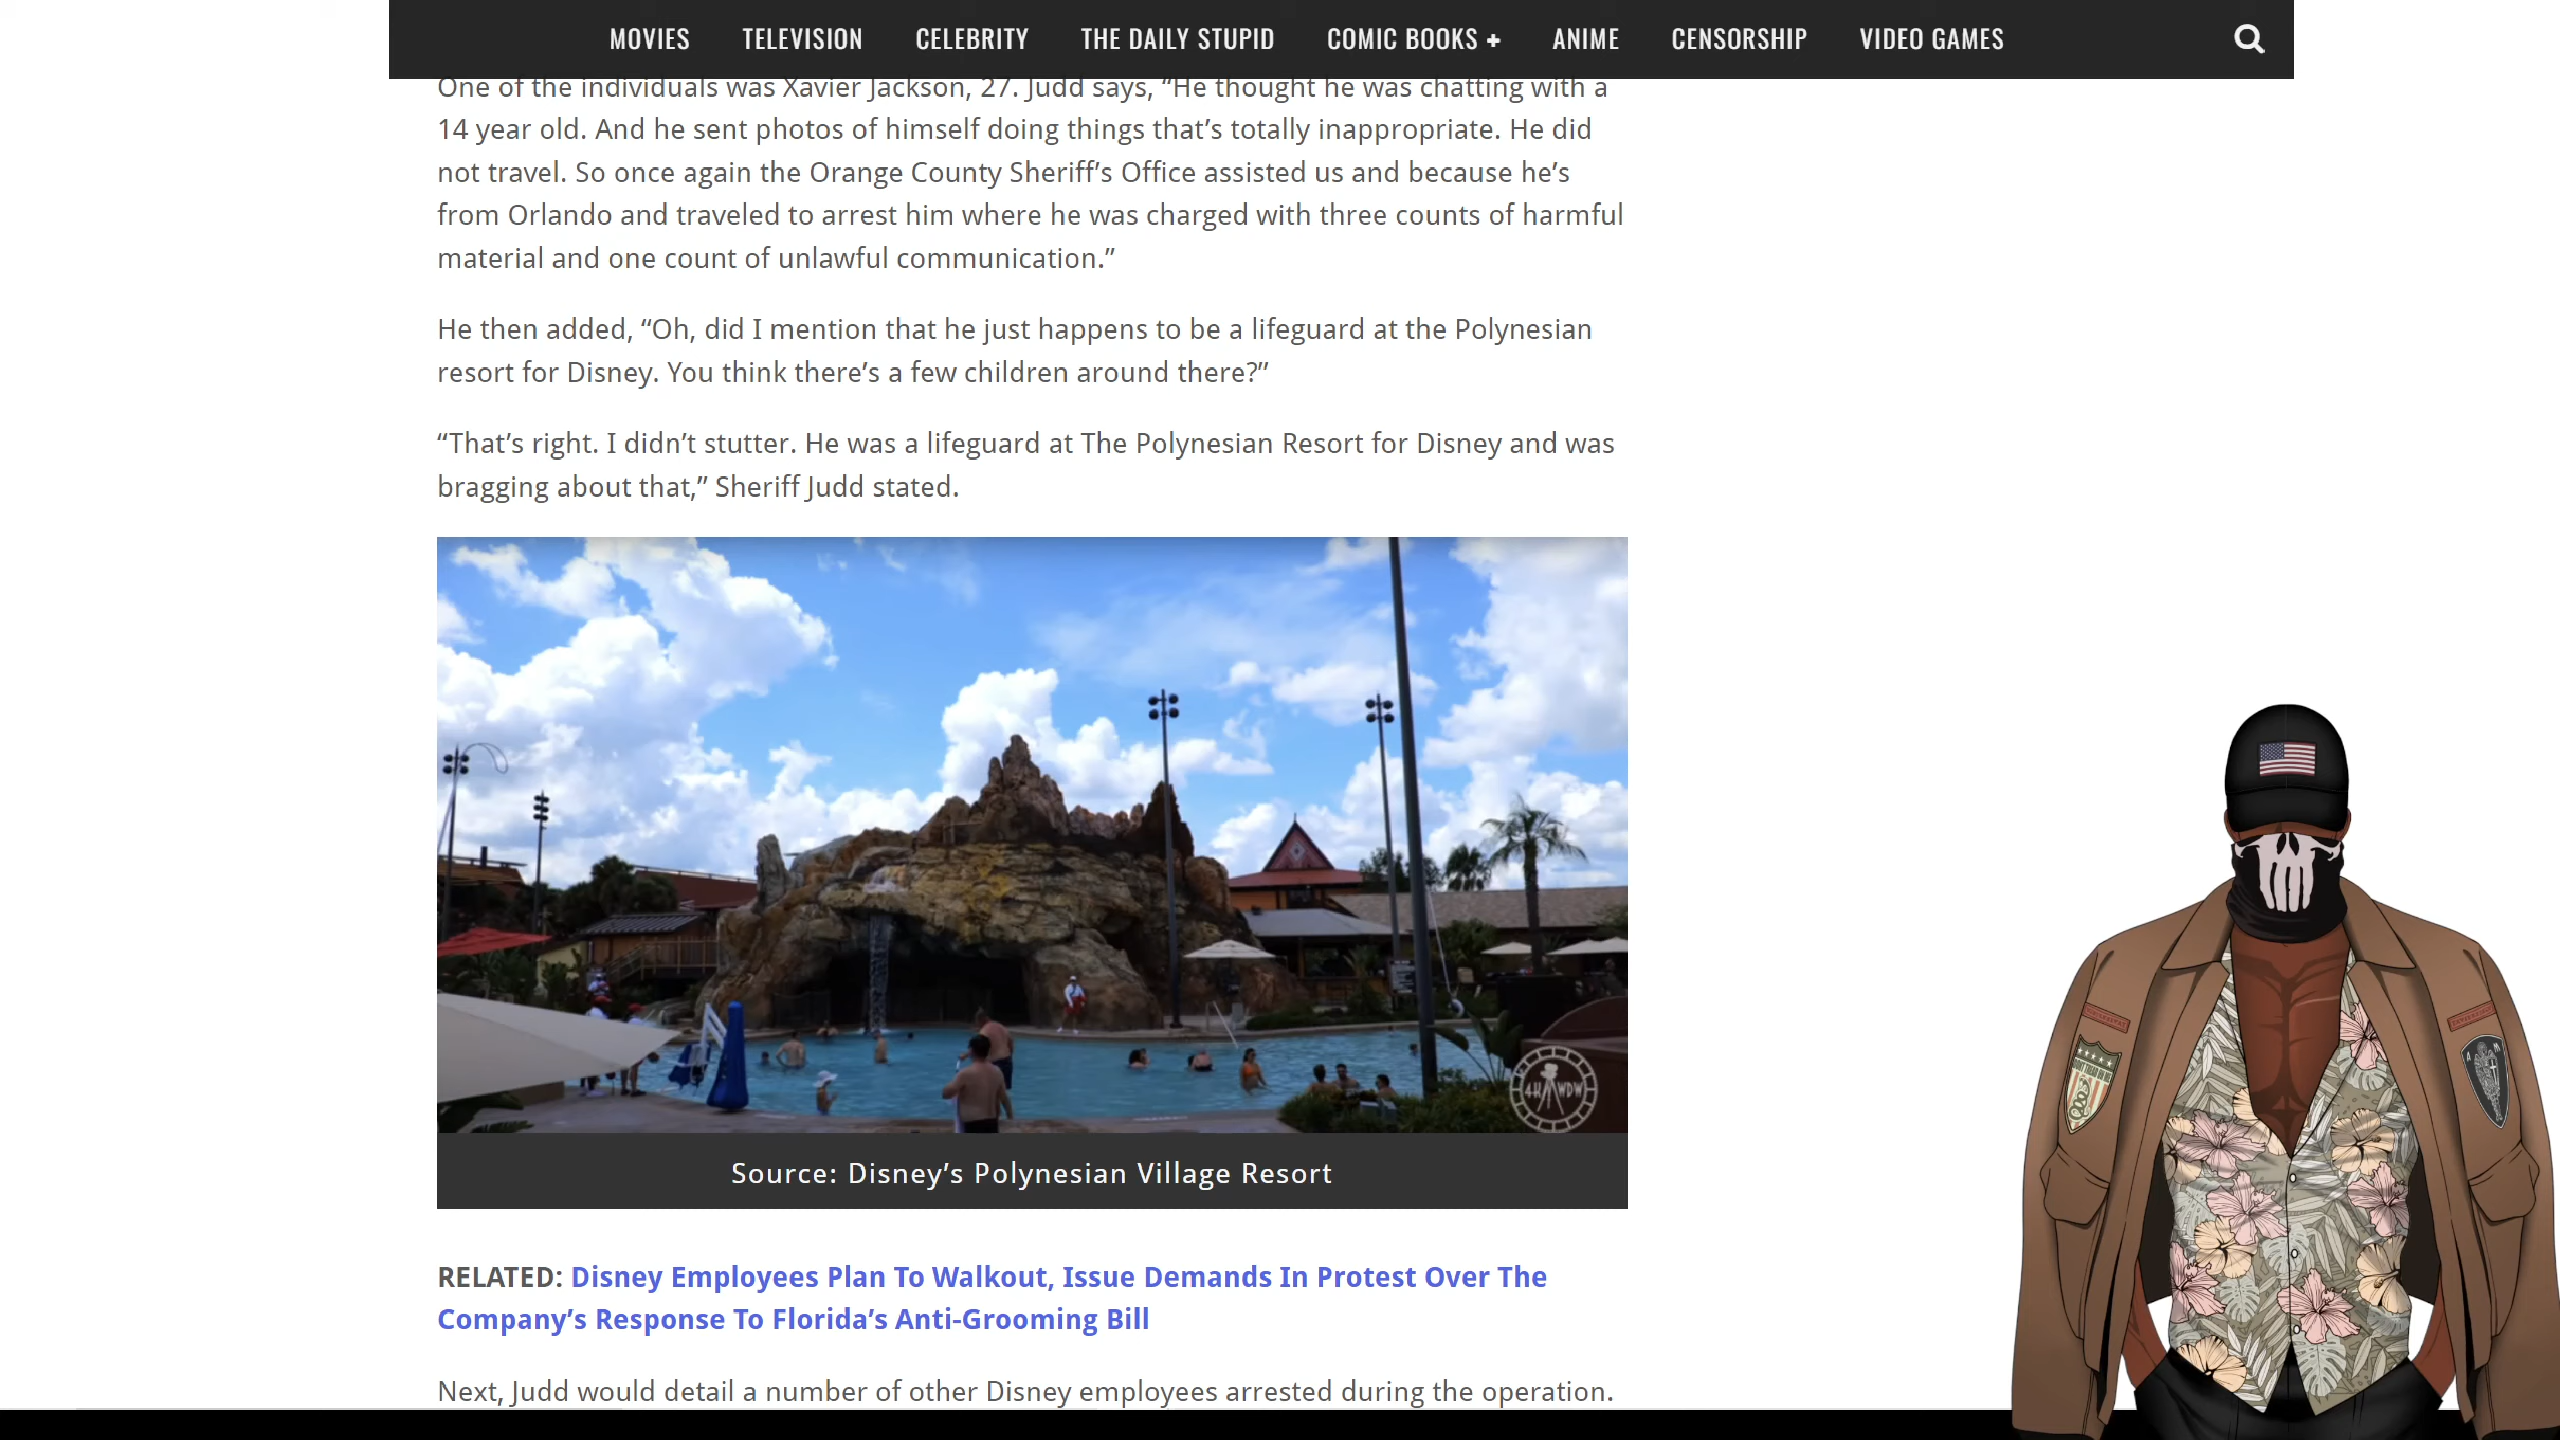 MOVIES TELEVISION CELEBRITY THE DAILY STUPID COMIC BOOKS + ANIME CENSORSHIP VIDEO GAMES
One of the individuals was Xavier Jackson, 27. Judd says, “He thought he was chatting with a
14 year old. And he sent photos of himself doing things that’s totally inappropriate. He did
not travel. So once again the Orange County Sheriff’s Office assisted us and because he’s
from Orlando and traveled to arrest him where he was charged with three counts of harmful
material and one count of unlawful communication.”
He then added, “Oh, did I mention that he just happens to be a lifeguard at the Polynesian
resort for Disney. You think there’s a few children around there?”
“That’s right. I didn’t stutter. He was a lifeguard at The Polynesian Resort for Disney and was
bragging about that,” Sheriff Judd stated.
4H WDW
Source: Disney’s Polynesian Village Resort
RELATED: Disney Employees Plan To Walkout, Issue Demands In Protest Over The
Company’s Response To Florida’s Anti-Grooming Bill
Next, Judd would detail a number of other Disney employees arrested during the operation.